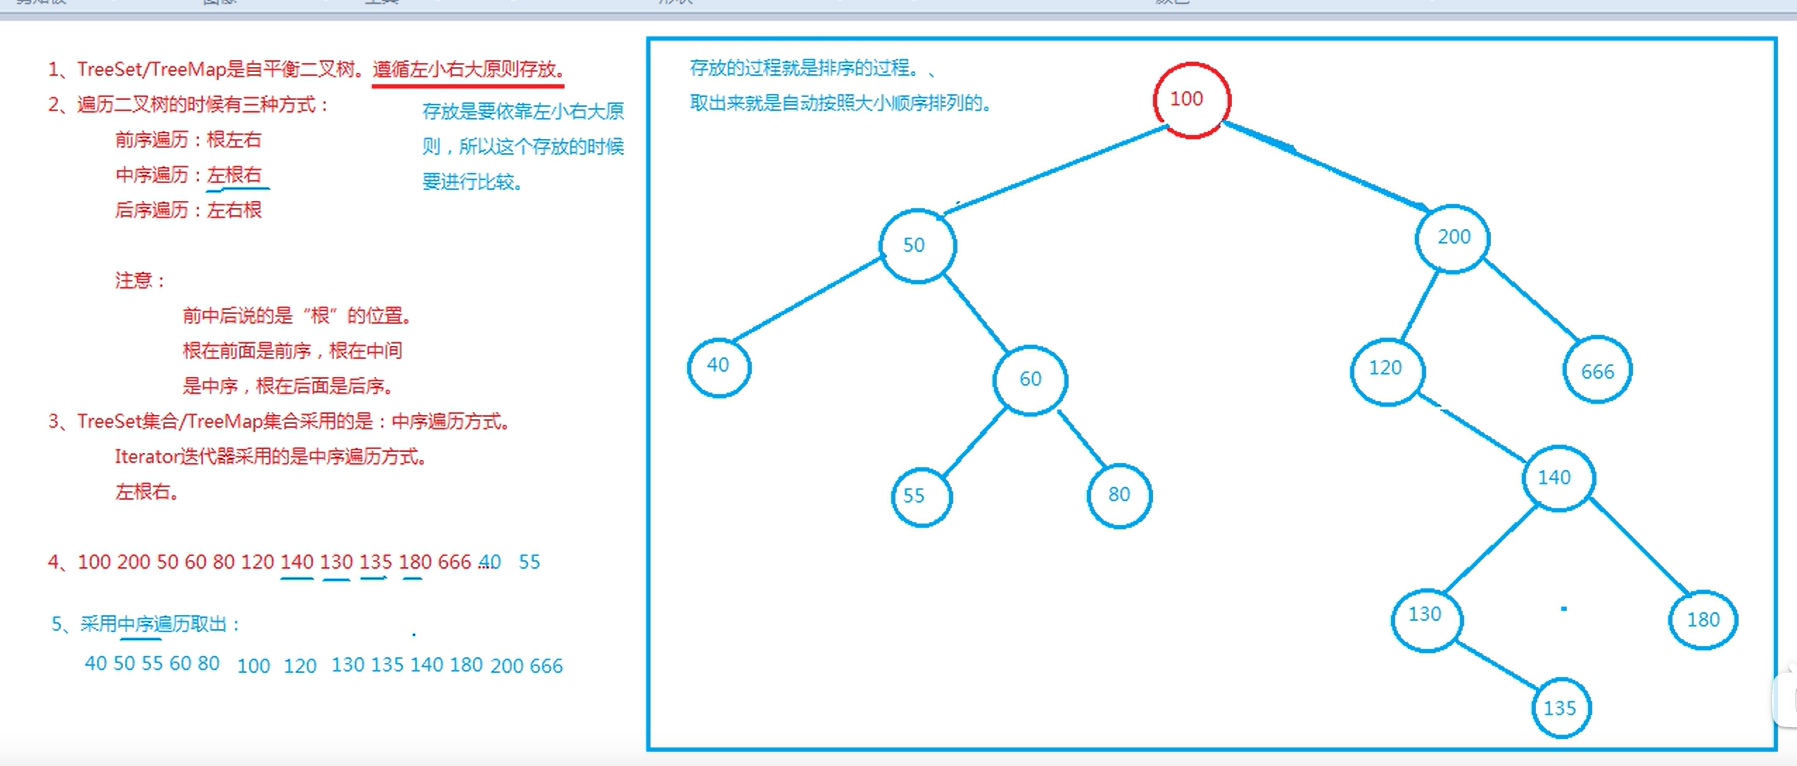 1、TreeSet/TreeMap是自平衡二叉树。遵循左小右大原则存放。
2、遍历二叉树的时候有三种方式：
前序遍历：根左右
中序遍历：左根右
后序遍历：左右根
存放是要依靠左小右大原
则，所以这个存放的时候
要进行比较。
注意：
前中后说的是“根”的位置。
根在前面是前序，根在中间
是中序，根在后面是后序。
3、TreeSet集合/TreeMap集合采用的是：中序遍历方式。
Iterator迭代器采用的是中序遍历方式。
左根右。
4、100 200 50 60 80 120 140 130 135 180 666 ... 40 55
5、采用中序遍历取出：
40 50 55 60 80 100 120 130 135 140 180 200 666
存放的过程就是排序的过程。、
取出来就是自动按照大小顺序排列的。
100
50
200
40
60
120
666
55
80
140
130
180
135